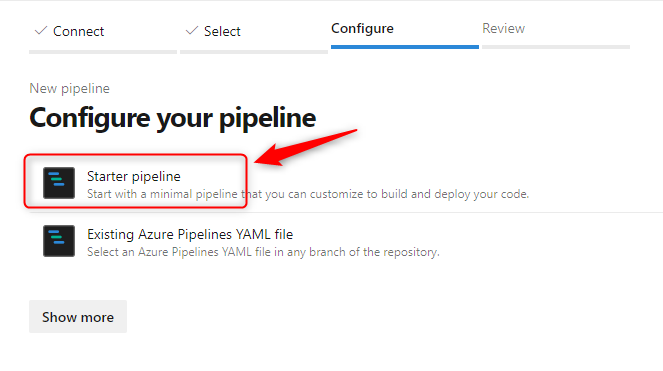 Connect
Select
Configure
Review
New pipeline
Configure your pipeline
Starter pipeline
Start with a minimal pipeline that you can customize to build and deploy your code.
Existing Azure Pipelines YAML file
Select an Azure Pipelines YAML file in any branch of the repository.
Show more